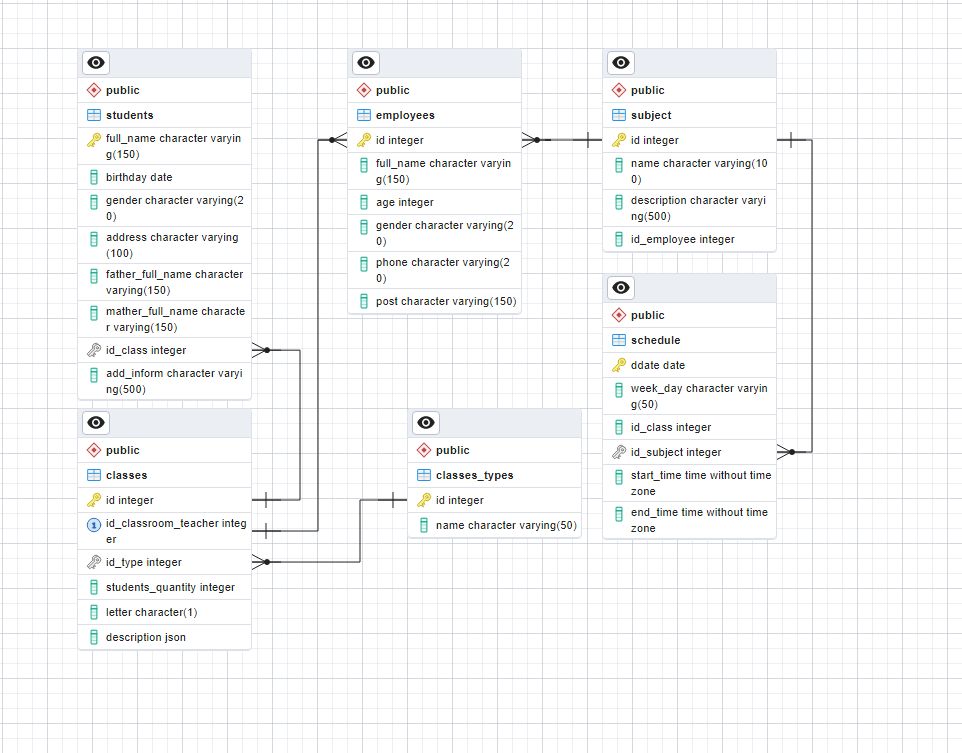 public
students
full_name character varyin
g(150)
birthday date
gender character varying(2
0)
address character varying
(100)
father_full_name character
varying(150)
mather_full_name characte
r varying(150)
id_class integer
add_inform character varyi
ng(500)
public
employees
id integer
full_name character varyin
g(150)
age integer
gender character varying(2
0)
phone character varying(2
0)
post character varying(150)
public
subject
id integer
name character varying(10
0)
description character varyi
ng(500)
id_employee integer
public
schedule
ddate date
week_day character varyin
g(50)
id_class integer
id_subject integer
start_time time without time
zone
end_time time without time
zone
public
classes
id integer
1
id_classroom_teacher integ
er
id_type integer
students_quantity integer
letter character(1)
description json
public
classes_types
id integer
name character varying(50)